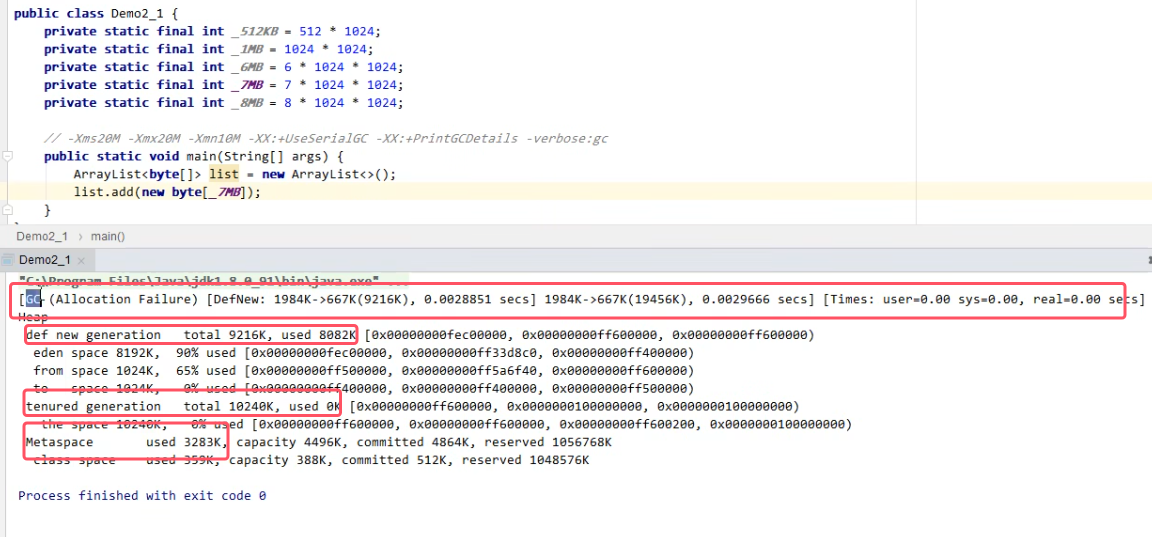 public class Demo2_1 {
private static final int _512KB = 512 * 1024;
private static final int _1MB = 1024 * 1024;
private static final int _6MB = 6 * 1024 * 1024;
private static final int _7MB = 7 * 1024 * 1024;
private static final int _8MB = 8 * 1024 * 1024;
// -Xms20M -Xmx20M -Xmn10M -XX:+UseSerialGC -XX:+PrintGCDetails -verbose:gc
public static void main(String[] args) {
ArrayList<byte[]> list = new ArrayList<>();
list.add(new byte[_7MB]);
}
Demo2_1 › main()
Demo2_1 ×
"C:\Program Files\Java\jdk1.8.0_91\bin\java.exe" ...
[GC (Allocation Failure) [DefNew: 1984K->667K(9216K), 0.0028851 secs] 1984K->667K(19456K), 0.0029666 secs] [Times: user=0.00 sys=0.00, real=0.00 secs]
Heap
def new generation total 9216K, used 8082K [0x00000000fec00000, 0x00000000ff600000, 0x00000000ff600000)
eden space 8192K, 90% used [0x00000000fec00000, 0x00000000ff33d8c0, 0x00000000ff400000)
from space 1024K, 65% used [0x00000000ff500000, 0x00000000ff5a6f40, 0x00000000ff600000)
to space 1024K, 0% used [0x00000000ff400000, 0x00000000ff400000, 0x00000000ff500000)
tenured generation total 10240K, used 0K [0x00000000ff600000, 0x0000000100000000, 0x0000000100000000)
the space 10240K, 0% used [0x00000000ff600000, 0x00000000ff600000, 0x00000000ff600200, 0x0000000100000000)
Metaspace used 3283K, capacity 4496K, committed 4864K, reserved 1056768K
class space used 359K, capacity 388K, committed 512K, reserved 1048576K
Process finished with exit code 0